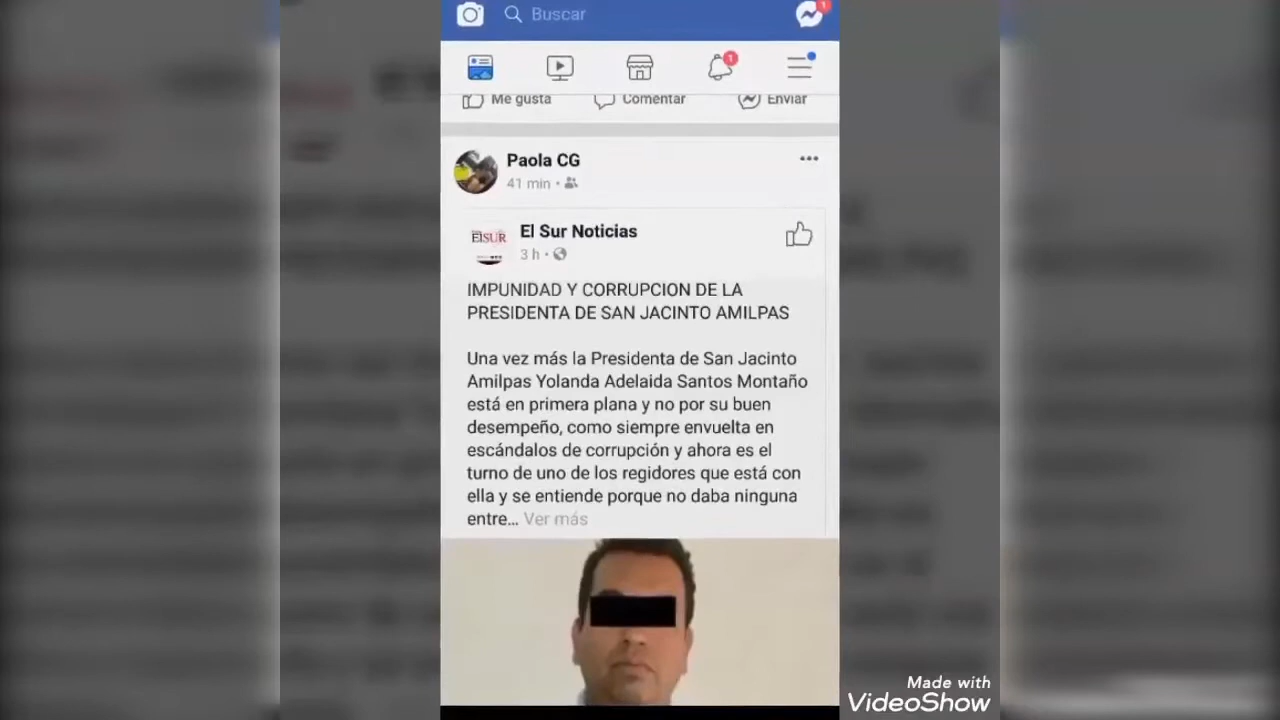 Buscar
1
1
Me gusta
Comentar
Enviar
Paola CG
41 min
El Sur Noticias
ElSUR
3 h
IMPUNIDAD Y CORRUPCION DE LA
PRESIDENTA DE SAN JACINTO AMILPAS
Una vez más la Presidenta de San Jacinto
Amilpas Yolanda Adelaida Santos Montaño
está en primera plana y no por su buen
desempeño, como siempre envuelta en
escándalos de corrupción y ahora es el
turno de uno de los regidores que está con
ella y se entiende porque no daba ninguna
entre... Ver más
Made with
VideoShow